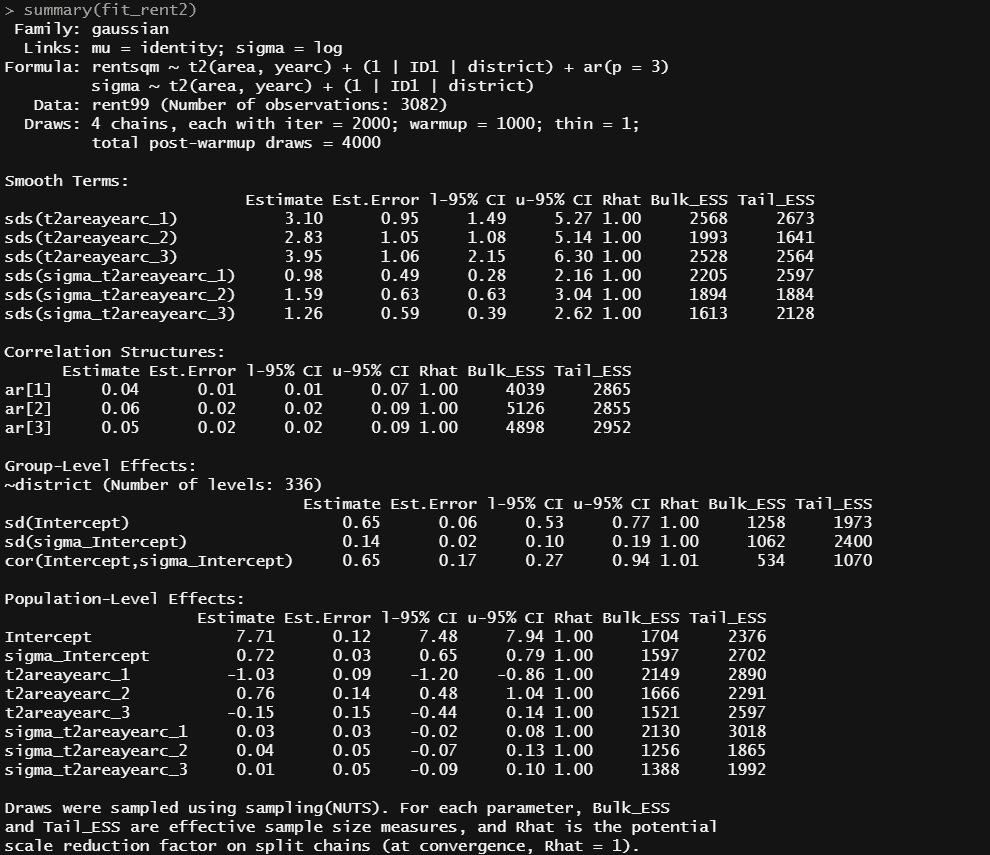 > summary(fit_rent2)
 Family: gaussian
  Links: mu = identity; sigma = log
Formula: rentsqm ~ t2(area, yearc) + (1 | ID1 | district) + ar(p = 3)
         sigma ~ t2(area, yearc) + (1 | ID1 | district)
   Data: rent99 (Number of observations: 3082)
  Draws: 4 chains, each with iter = 2000; warmup = 1000; thin = 1;
         total post-warmup draws = 4000

Smooth Terms:
                         Estimate Est.Error l-95% CI u-95% CI Rhat Bulk_ESS Tail_ESS
sds(t2areayearc_1)           3.10      0.95     1.49     5.27 1.00     2568     2673
sds(t2areayearc_2)           2.83      1.05     1.08     5.14 1.00     1993     1641
sds(t2areayearc_3)           3.95      1.06     2.15     6.30 1.00     2528     2564
sds(sigma_t2areayearc_1)     0.98      0.49     0.28     2.16 1.00     2205     2597
sds(sigma_t2areayearc_2)     1.59      0.63     0.63     3.04 1.00     1894     1884
sds(sigma_t2areayearc_3)     1.26      0.59     0.39     2.62 1.00     1613     2128

Correlation Structures:
      Estimate Est.Error l-95% CI u-95% CI Rhat Bulk_ESS Tail_ESS
ar[1]     0.04      0.01     0.01     0.07 1.00     4039     2865
ar[2]     0.06      0.02     0.02     0.09 1.00     5126     2855
ar[3]     0.05      0.02     0.02     0.09 1.00     4898     2952

Group-Level Effects:
~district (Number of levels: 336)
                               Estimate Est.Error l-95% CI u-95% CI Rhat Bulk_ESS Tail_ESS
sd(Intercept)                      0.65      0.06     0.53     0.77 1.00     1258     1973
sd(sigma_Intercept)                0.14      0.02     0.10     0.19 1.00     1062     2400
cor(Intercept,sigma_Intercept)     0.65      0.17     0.27     0.94 1.01      534     1070

Population-Level Effects:
                    Estimate Est.Error l-95% CI u-95% CI Rhat Bulk_ESS Tail_ESS
Intercept               7.71      0.12     7.48     7.94 1.00     1704     2376
sigma_Intercept         0.72      0.03     0.65     0.79 1.00     1597     2702
t2areayearc_1          -1.03      0.09    -1.20    -0.86 1.00     2149     2890
t2areayearc_2           0.76      0.14     0.48     1.04 1.00     1666     2291
t2areayearc_3          -0.15      0.15    -0.44     0.14 1.00     1521     2597
sigma_t2areayearc_1     0.03      0.03    -0.02     0.08 1.00     2130     3018
sigma_t2areayearc_2     0.04      0.05    -0.07     0.13 1.00     1256     1865
sigma_t2areayearc_3     0.01      0.05    -0.09     0.10 1.00     1388     1992

Draws were sampled using sampling(NUTS). For each parameter, Bulk_ESS
and Tail_ESS are effective sample size measures, and Rhat is the potential
scale reduction factor on split chains (at convergence, Rhat = 1).